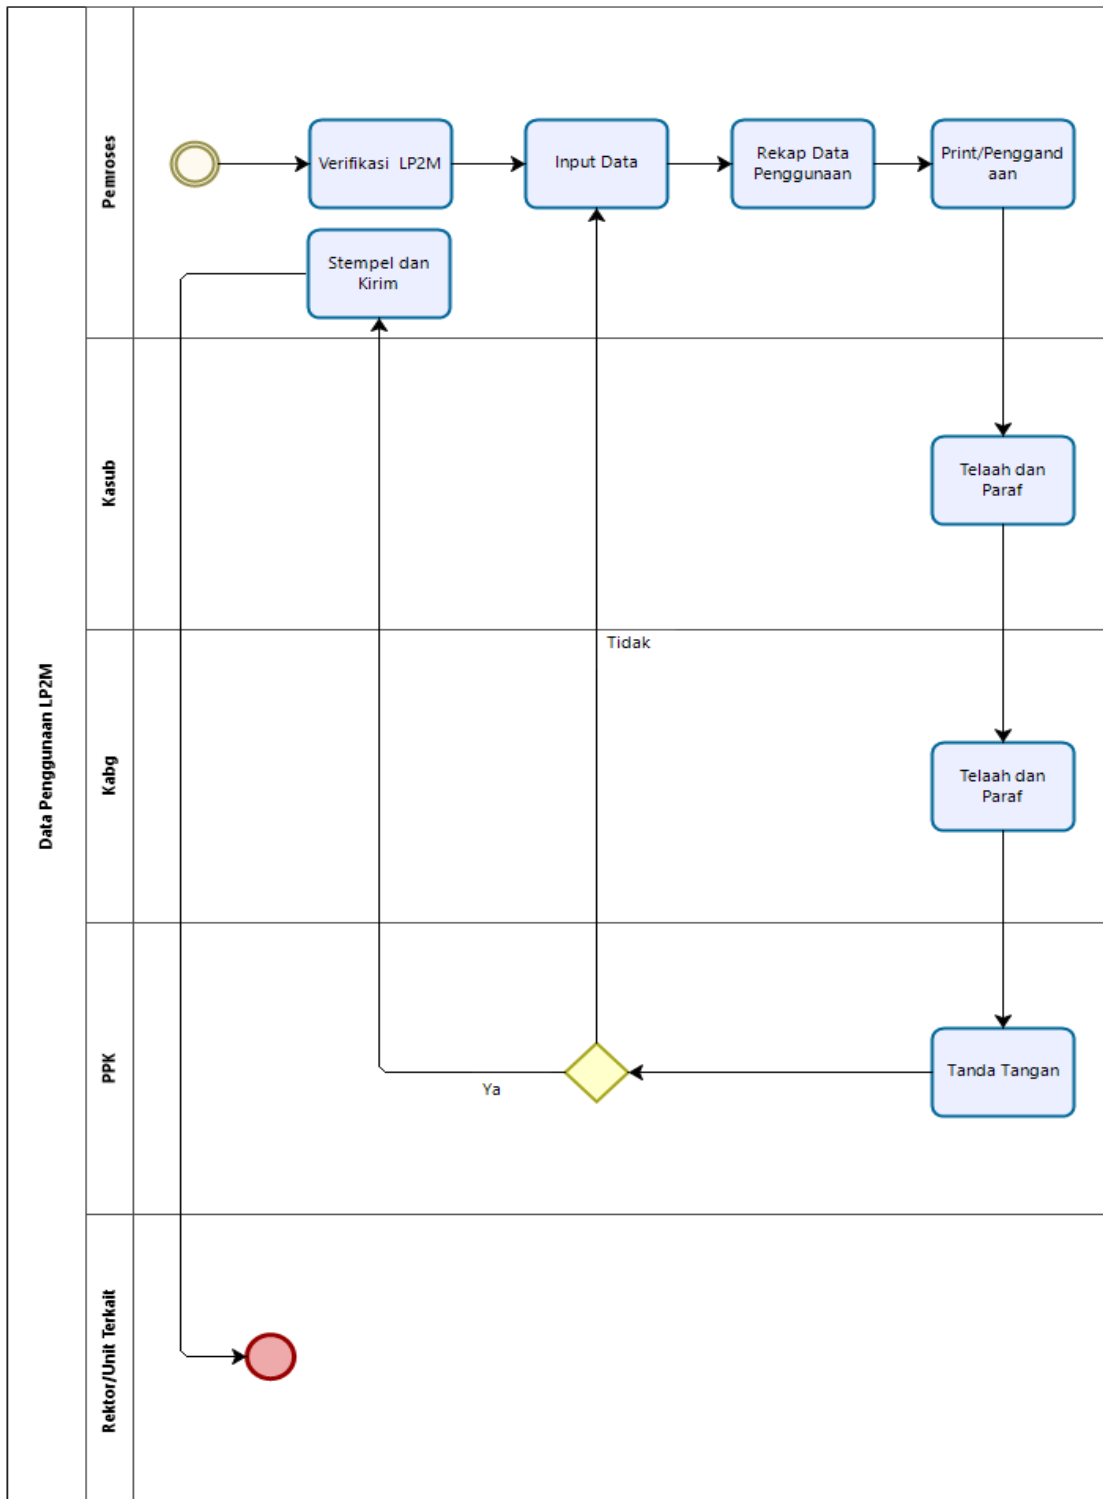 Data Penggunaan LP2M
Pemroses
Verifikasi LP2M
Input Data
Rekap Data
Penggunaan
Print/Penggand
aan
Stempel dan
Kirim
Kasub
Telaah dan
Paraf
Tidak
Kabg
Telaah dan
Paraf
PPK
Tanda Tangan
Ya
Rektor/Unit Terkait